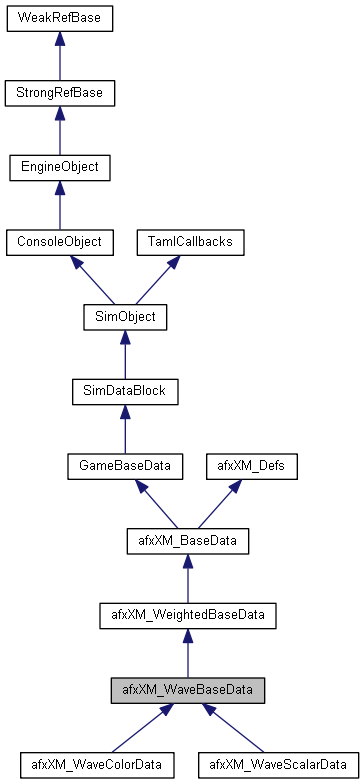 WeakRefBase
StrongRefBase
EngineObject
ConsoleObject
TamlCallbacks
SimObject
SimDataBlock
GameBaseData
afxXM_Defs
afxXM_BaseData
afxXM_WeightedBaseData
afxXM_WaveBaseData
afxXM_WaveColorData
afxXM_WaveScalarData